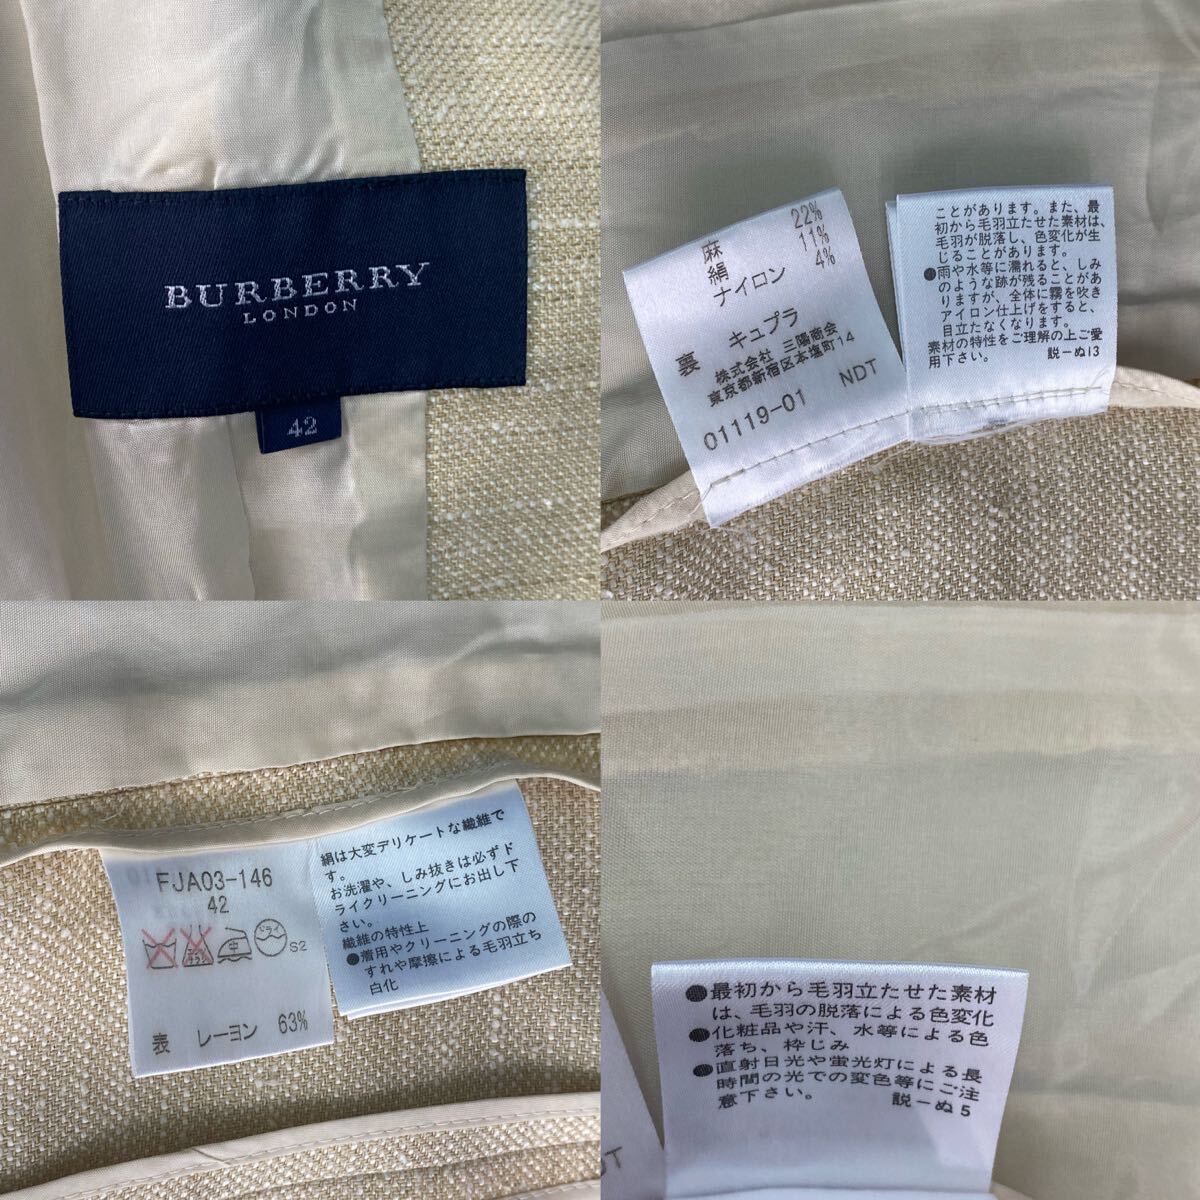 BURBERRY
LONDON
42
麻 22%
絹 11%
ナイロン 4%
裏 キュプラ
株式会社 三陽商会
東京都新宿区本塩町14
01119-01 NDT
ことがあります。また、最
初から毛羽立たせた素材は、
毛羽が脱落し、色変化が生
じることがあります。
●雨や水等に濡れると、しみ
のような跡が残ることがあ
りますが、全体に霧を吹き
アイロン仕上げをすると、
目立たなくなります。
素材の特性をご理解の上ご愛
用下さい。 説ーぬ13
FJA03-146
42
中
ドライ
S2
表 レーヨン 63%
絹は大変デリケートな繊維で
す。
お洗濯や、しみ抜きは必ずド
ライクリーニングにお出し下
さい。
繊維の特性上
●着用やクリーニングの際の
すれや摩擦による毛羽立ち
白化
●最初から毛羽立たせた素材
は、毛羽の脱落による色変化
●化粧品や汗、水等による色
落ち、枠じみ
●直射日光や蛍光灯による長
時間の光での変色等にご注
意下さい。 説ーぬ5
DT